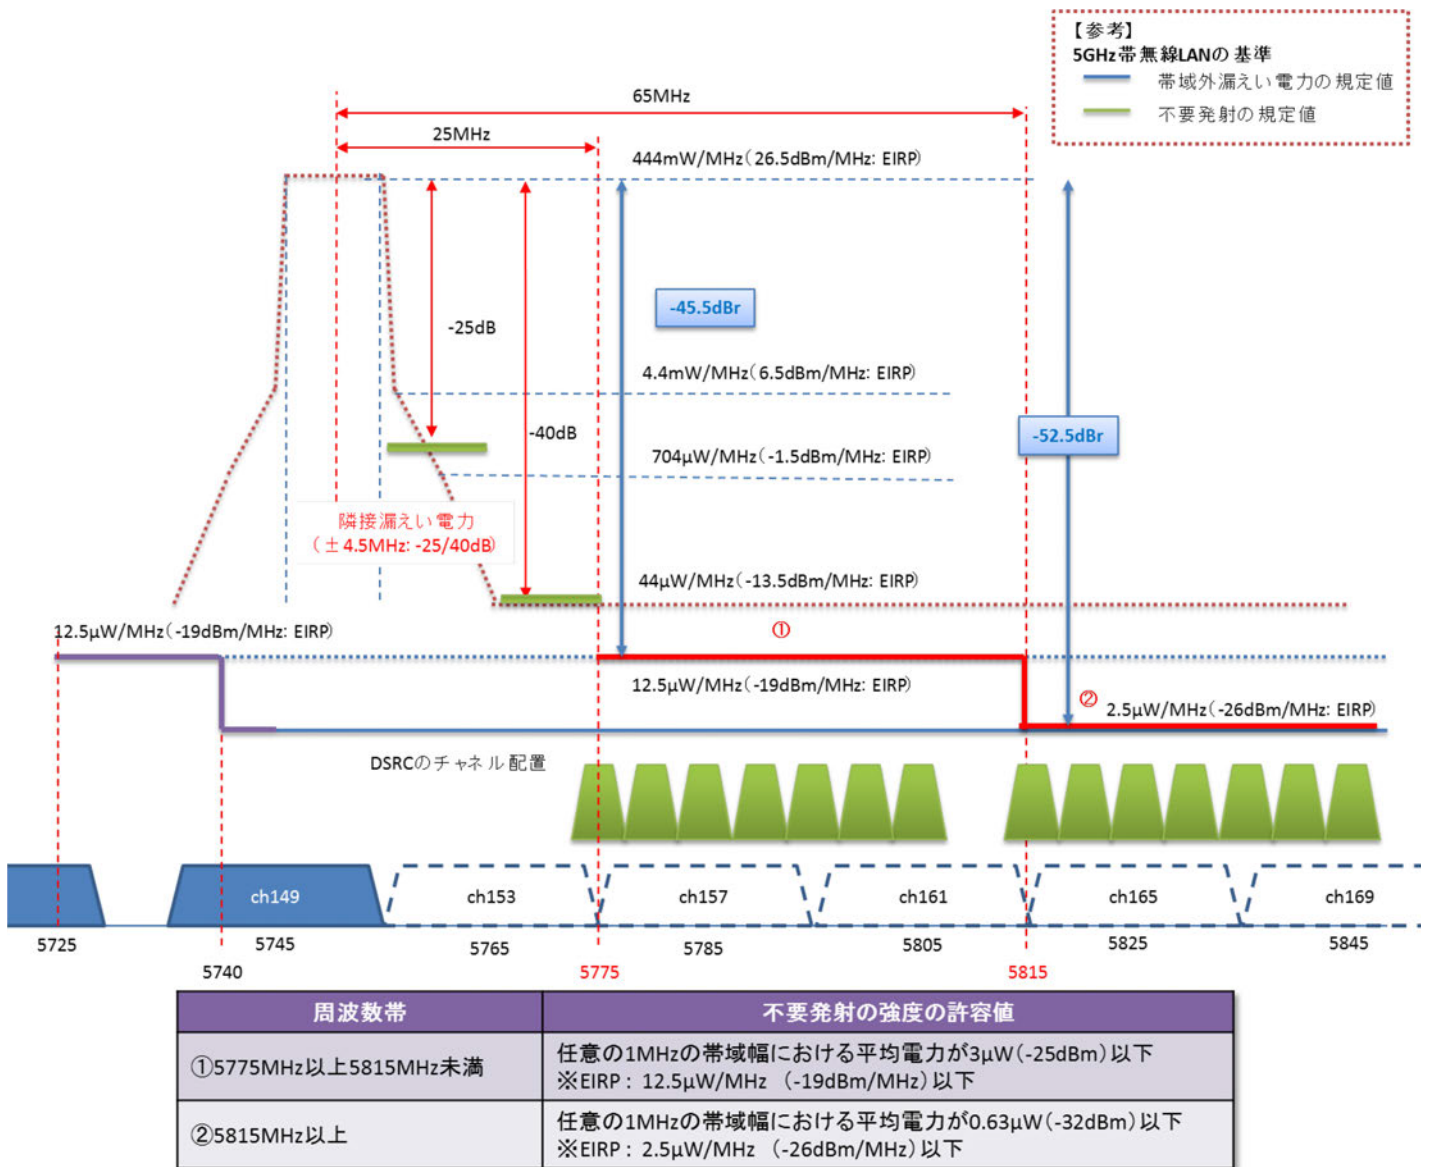 【参考】
5GHz帯無線LANの基準
帯域外漏えい電力の規定値
不要発射の規定値
65MHz
25MHz
444mW/MHz(26.5dBm/MHz: EIRP)
-45.5dBr
-25dB
4.4mW/MHz(6.5dBm/MHz: EIRP)
-40dB
-52.5dBr
704μW/MHz(-1.5dBm/MHz: EIRP)
隣接漏えい電力
(±4.5MHz: -25/40dB)
44μW/MHz(-13.5dBm/MHz: EIRP)
12.5μW/MHz(-19dBm/MHz: EIRP)
①
12.5μW/MHz(-19dBm/MHz: EIRP)
②
2.5μW/MHz(-26dBm/MHz: EIRP)
DSRCのチャネル配置
ch149
ch153
ch157
ch161
ch165
ch169
5725
5745
5765
5785
5805
5825
5845
5740
5775
5815
周波数帯
不要発射の強度の許容値
①5775MHz以上5815MHz未満
任意の1MHzの帯域幅における平均電力が3μW(-25dBm)以下
※EIRP : 12.5μW/MHz (-19dBm/MHz)以下
②5815MHz以上
任意の1MHzの帯域幅における平均電力が0.63μW(-32dBm)以下
※EIRP : 2.5μW/MHz (-26dBm/MHz)以下